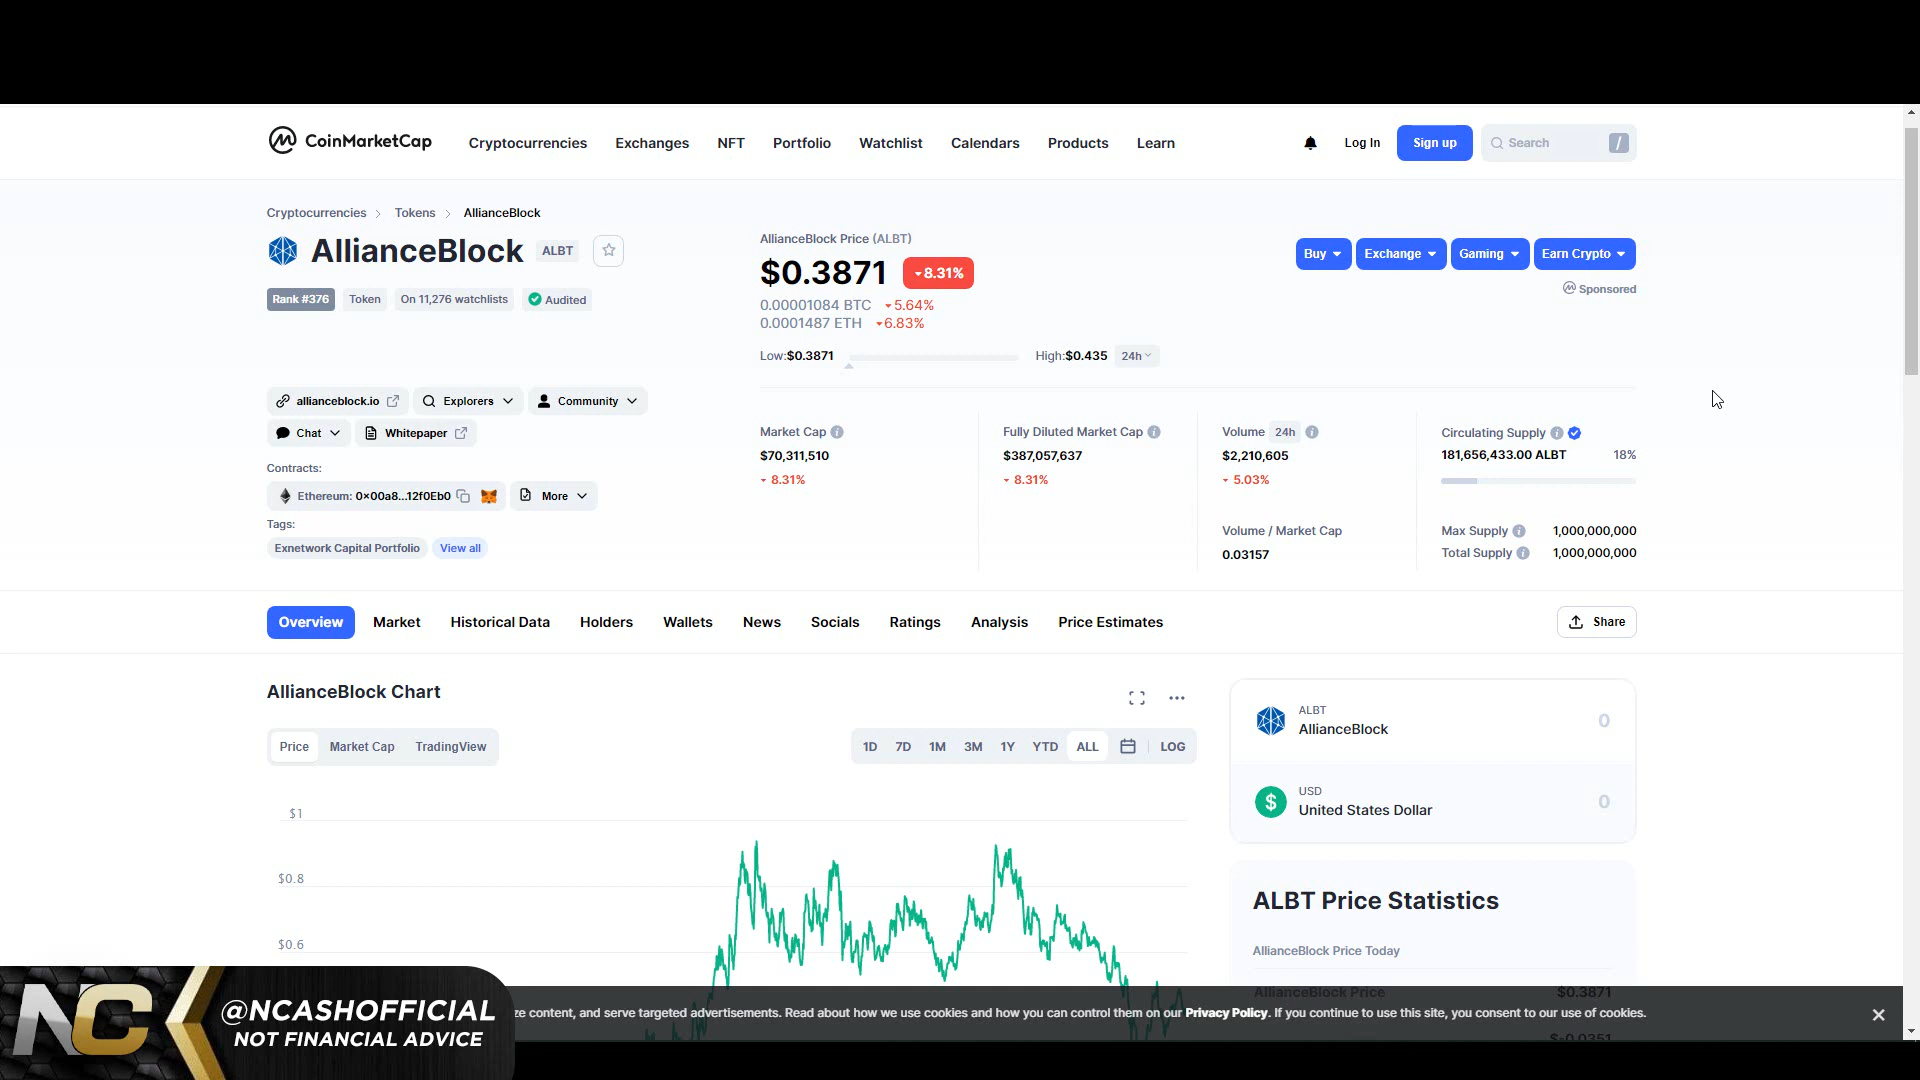 CoinMarketCap Cryptocurrencies Exchanges NFT Portfolio Watchlist Calendars Products Learn Log In Sign up Search /
Cryptocurrencies > Tokens > AllianceBlock
AllianceBlock ALBT
Rank #376 Token On 11,276 watchlists Audited
AllianceBlock Price (ALBT)
$0.3871 8.31%
0.00001084 BTC 5.64%
0.0001487 ETH 6.83%
Low:$0.3871 High:$0.435 24h
Buy Exchange Gaming Earn Crypto
Sponsored
allianceblock.io Explorers Community
Chat Whitepaper
Contracts:
Ethereum: 0x00a8...12f0Eb0 More
Tags:
Exnetwork Capital Portfolio View all
Market Cap
$70,311,510
8.31%
Fully Diluted Market Cap
$387,057,637
8.31%
Volume 24h
$2,210,605
5.03%
Volume / Market Cap
0.03157
Circulating Supply
181,656,433.00 ALBT 18%
Max Supply 1,000,000,000
Total Supply 1,000,000,000
Overview Market Historical Data Holders Wallets News Socials Ratings Analysis Price Estimates Share
AllianceBlock Chart
Price Market Cap TradingView 1D 7D 1M 3M 1Y YTD ALL LOG
$1
$0.8
$0.6
ALBT
AllianceBlock 0
USD
United States Dollar 0
ALBT Price Statistics
AllianceBlock Price Today
AllianceBlock Price $0.3871
$-0.0351
ze content, and serve targeted advertisements. Read about how we use cookies and how you can control them on our Privacy Policy. If you continue to use this site, you consent to our use of cookies.
NC
@NCASHOFFICIAL
NOT FINANCIAL ADVICE